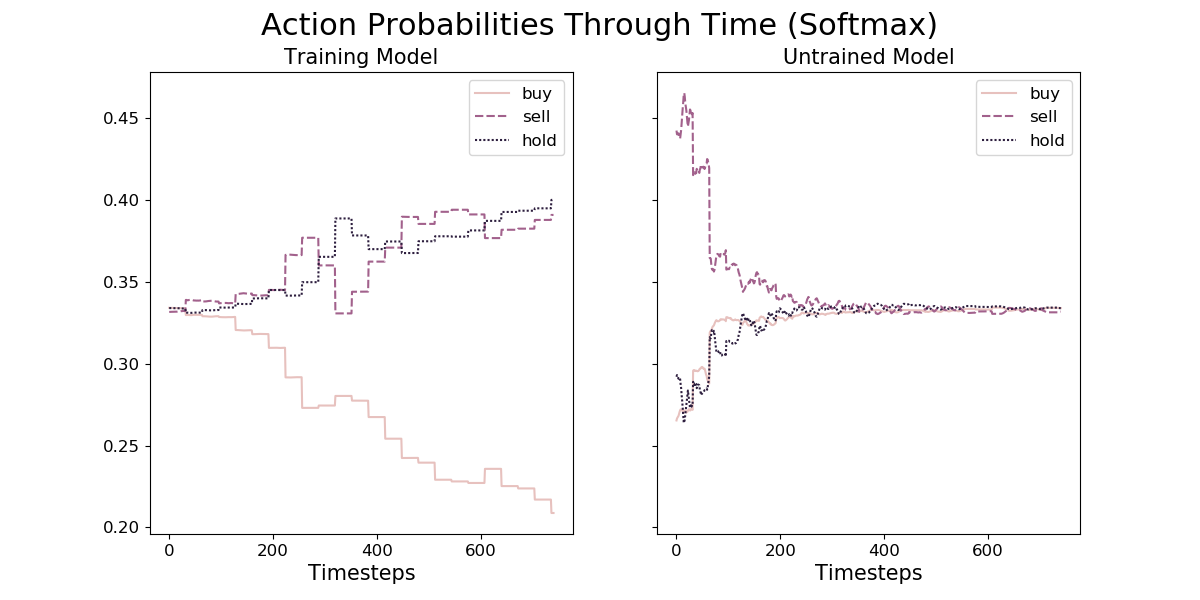 Action Probabilities Through Time (Softmax)
Training Model
buy
sell
hold
0.45
0.40
0.35
0.30
0.25
0.20
0 200 400 600
Timesteps
Untrained Model
buy
sell
hold
0 200 400 600
Timesteps